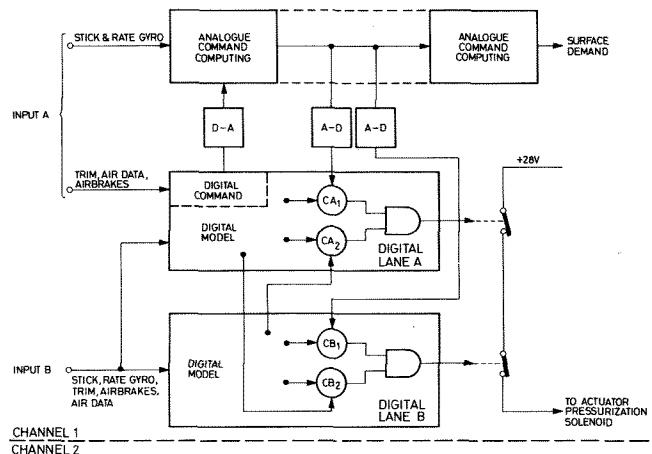 STICK & RATE GYRO
ANALOGUE
COMMAND
COMPUTING
ANALOGUE
COMMAND
COMPUTING
SURFACE
DEMAND
INPUT A
D-A
A-D
A-D
+28V
TRIM, AIR DATA,
AIRBRAKES
DIGITAL
COMMAND
DIGITAL
MODEL
CA1
CA2
DIGITAL
LANE A
INPUT B
STICK, RATE GYRO,
TRIM, AIRBRAKES,
AIR DATA
DIGITAL
MODEL
CB1
CB2
DIGITAL
LANE B
TO ACTUATOR
PRESSURIZATION
SOLENOID
CHANNEL 1
CHANNEL 2